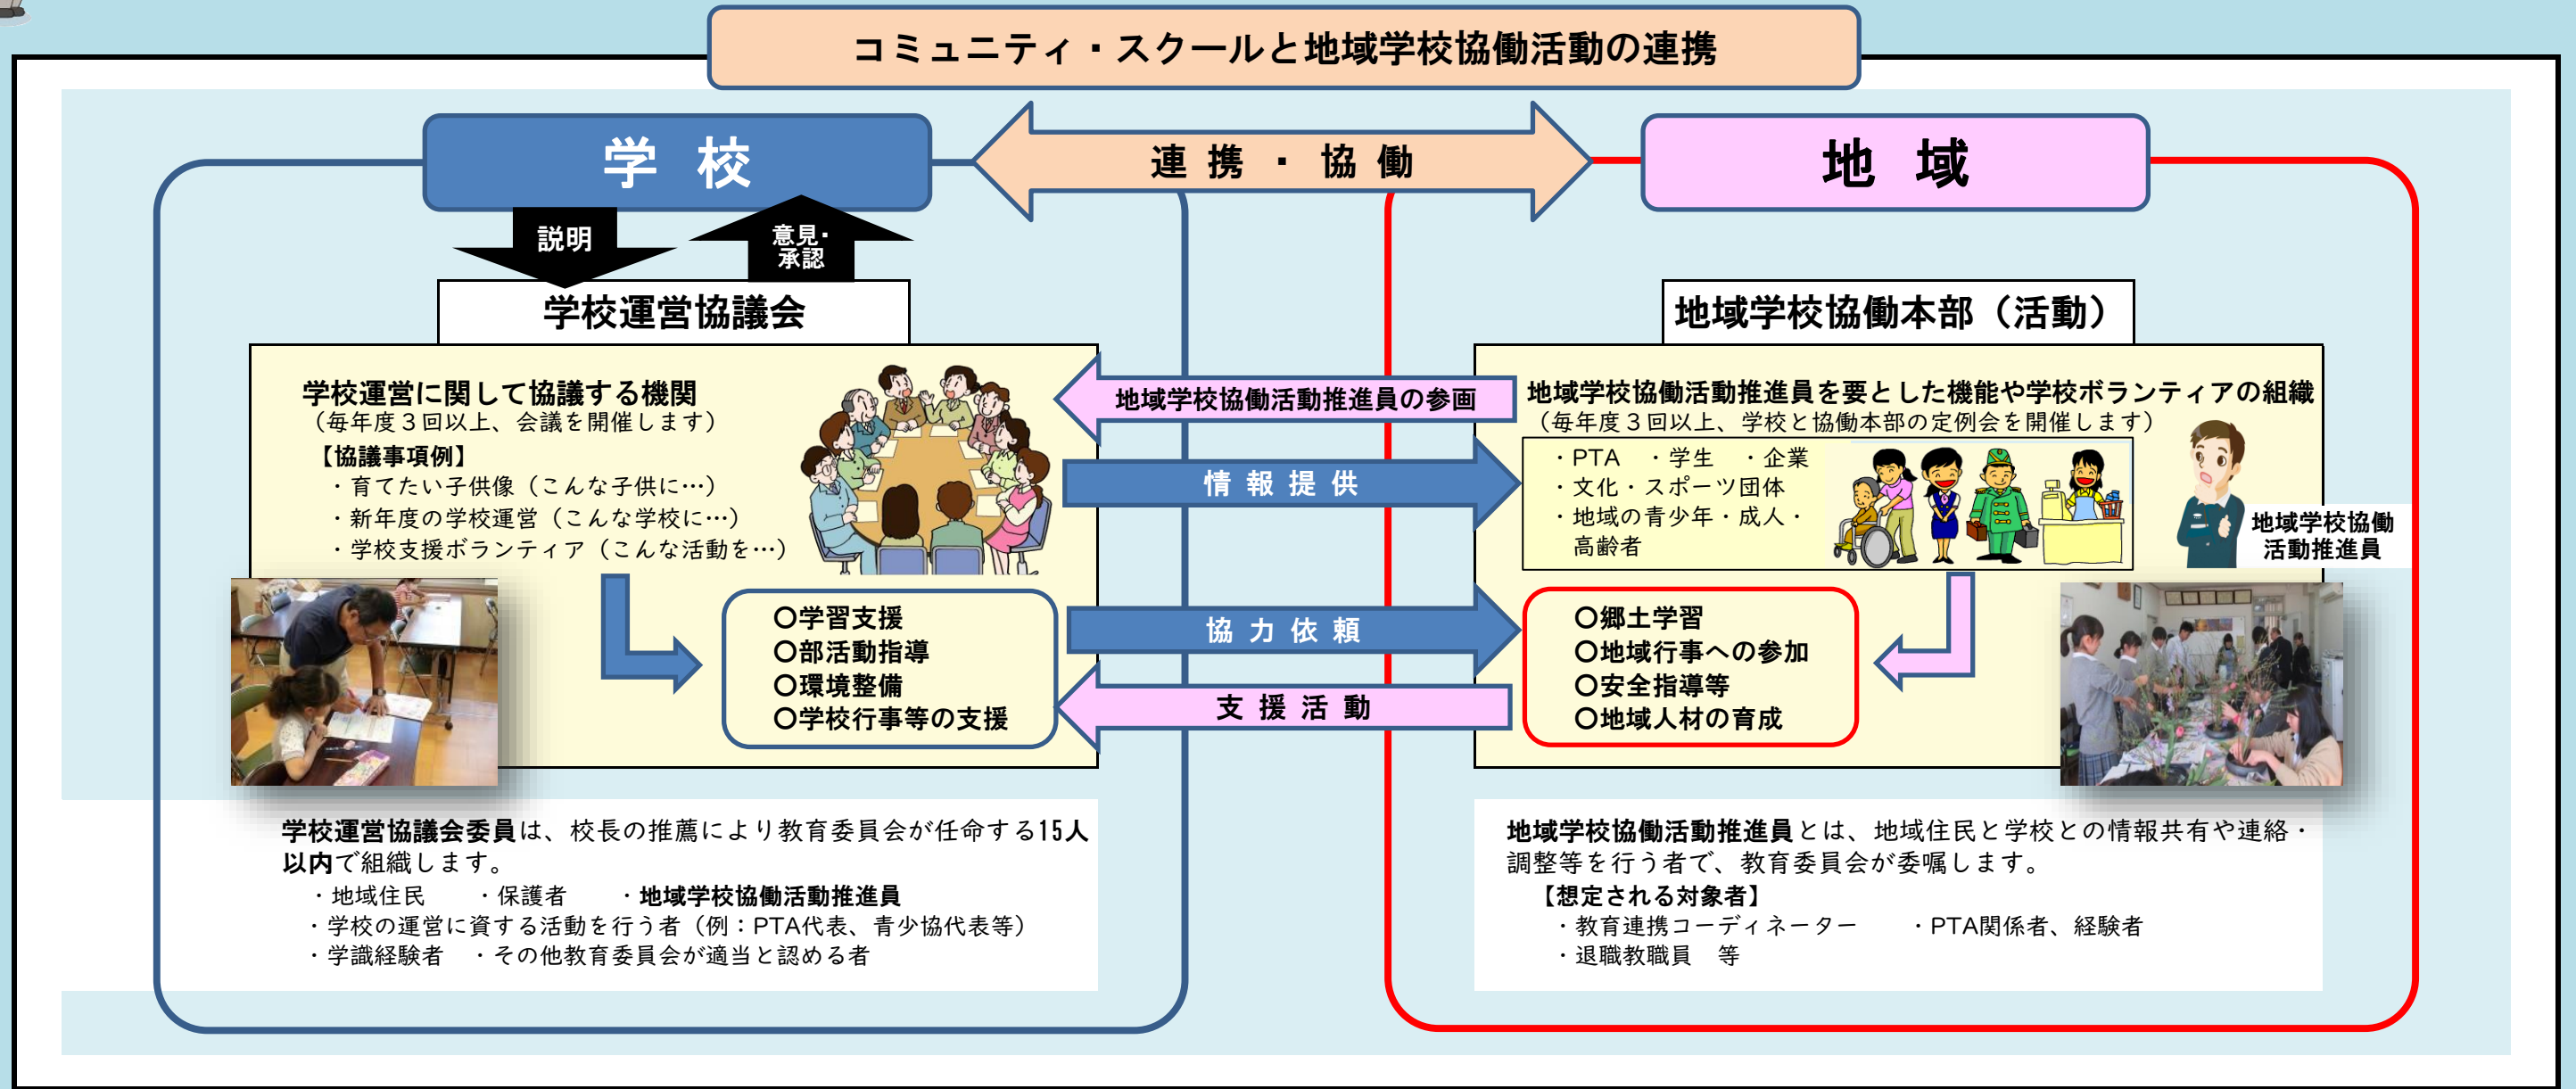 コミュニティ・スクールと地域学校協働活動の連携
学校
連携・協働
地域
説明
意見・
承認
学校運営協議会
学校運営に関して協議する機関
（毎年度３回以上、会議を開催します）
【協議事項例】
・育てたい子供像（こんな子供に…）
・新年度の学校運営（こんな学校に…）
・学校支援ボランティア（こんな活動を…）
〇学習支援
〇部活動指導
〇環境整備
〇学校行事等の支援
地域学校協働活動推進員の参画
情報提供
協力依頼
支援活動
地域学校協働本部（活動）
地域学校協働活動推進員を要とした機能や学校ボランティアの組織
（毎年度３回以上、学校と協働本部の定例会を開催します）
・PTA　・学生　・企業
・文化・スポーツ団体
・地域の青少年・成人・
高齢者
地域学校協働
活動推進員
〇郷土学習
〇地域行事への参加
〇安全指導等
〇地域人材の育成
学校運営協議会委員は、校長の推薦により教育委員会が任命する15人
以内で組織します。
・地域住民　　・保護者　　・地域学校協働活動推進員
・学校の運営に資する活動を行う者（例：PTA代表、青少協代表等）
・学識経験者　・その他教育委員会が適当と認める者
地域学校協働活動推進員とは、地域住民と学校との情報共有や連絡・
調整等を行う者で、教育委員会が委嘱します。
【想定される対象者】
・教育連携コーディネーター　　・PTA関係者、経験者
・退職教職員　等